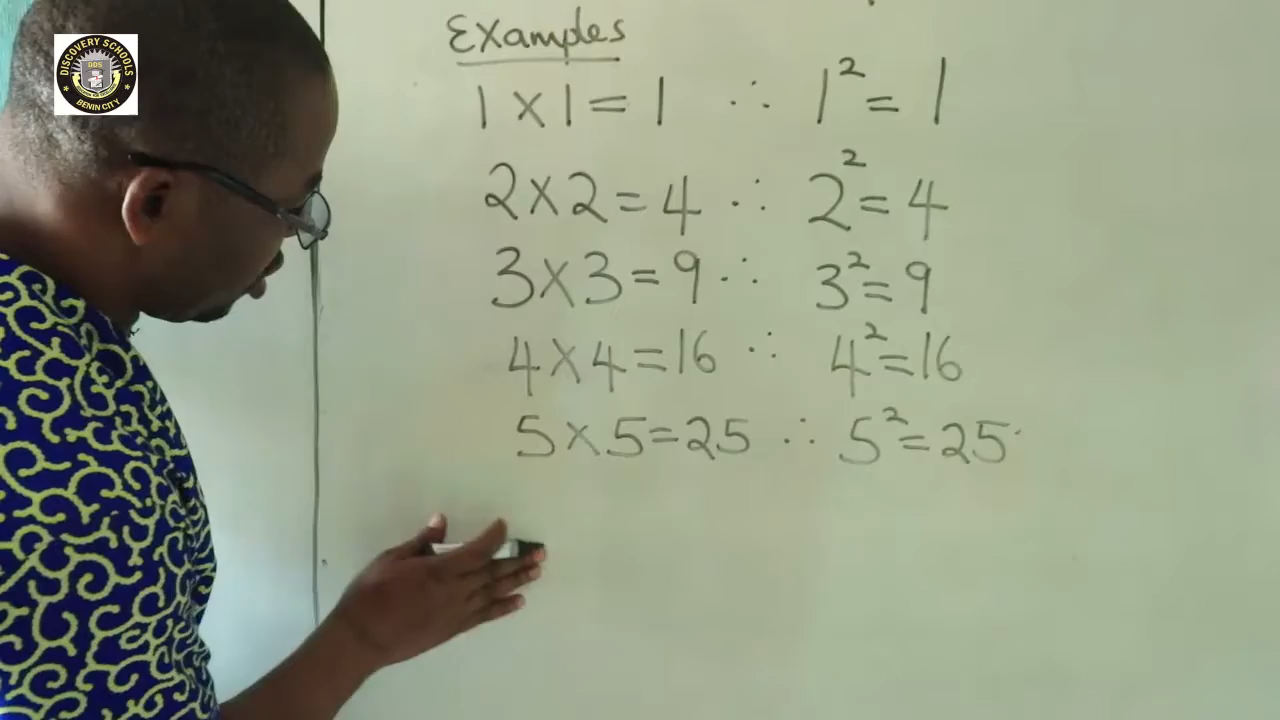 DISCOVERY SCHOOLS
DDS
BENIN CITY
Examples
1 × 1 = 1 ∴ 1² = 1
2 × 2 = 4 ∴ 2² = 4
3 × 3 = 9 ∴ 3² = 9
4 × 4 = 16 ∴ 4² = 16
5 × 5 = 25 ∴ 5² = 25